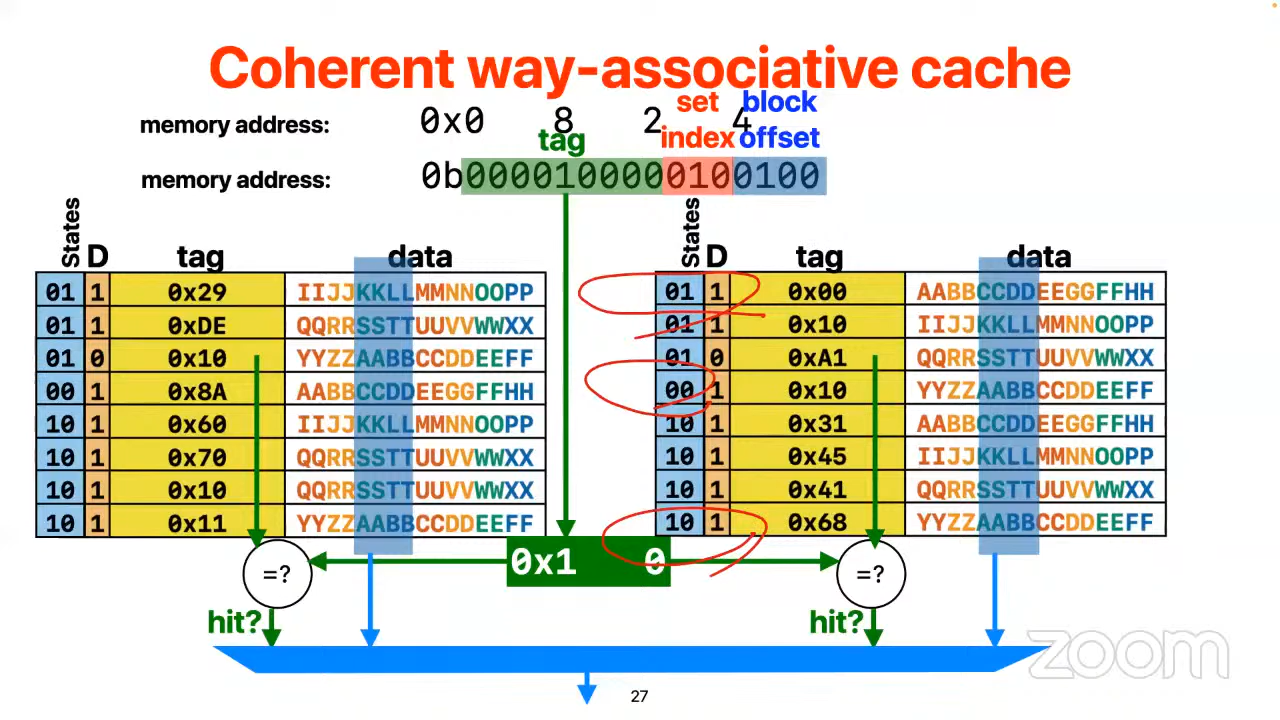 Coherent way-associative cache
memory address: 0x0 8 2 4
tag
set index
block offset
memory address: 0b0000100000100100
States D tag data
01 1 0x29 IIJJKKLLMMNNOOPP
01 1 0xDE QQRRSSTTUUVVWWXX
01 0 0x10 YYZZAABBCCDDEEFF
00 1 0x8A AABBCCDDEEGGFFHH
10 1 0x60 IIJJKKLLMMNNOOPP
10 1 0x70 QQRRSSTTUUVVWWXX
10 1 0x10 QQRRSSTTUUVVWWXX
10 1 0x11 YYZZAABBCCDDEEFF
States D tag data
01 1 0x00 AABBCCDDEEGGFFHH
01 1 0x10 IIJJKKLLMMNNOOPP
01 0 0xA1 QQRRSSTTUUVVWWXX
00 1 0x10 YYZZAABBCCDDEEFF
10 1 0x31 AABBCCDDEEGGFFHH
10 1 0x45 IIJJKKLLMMNNOOPP
10 1 0x41 QQRRSSTTUUVVWWXX
10 1 0x68 YYZZAABBCCDDEEFF
=? 0x1 0 =?
hit? hit?
zoom
27